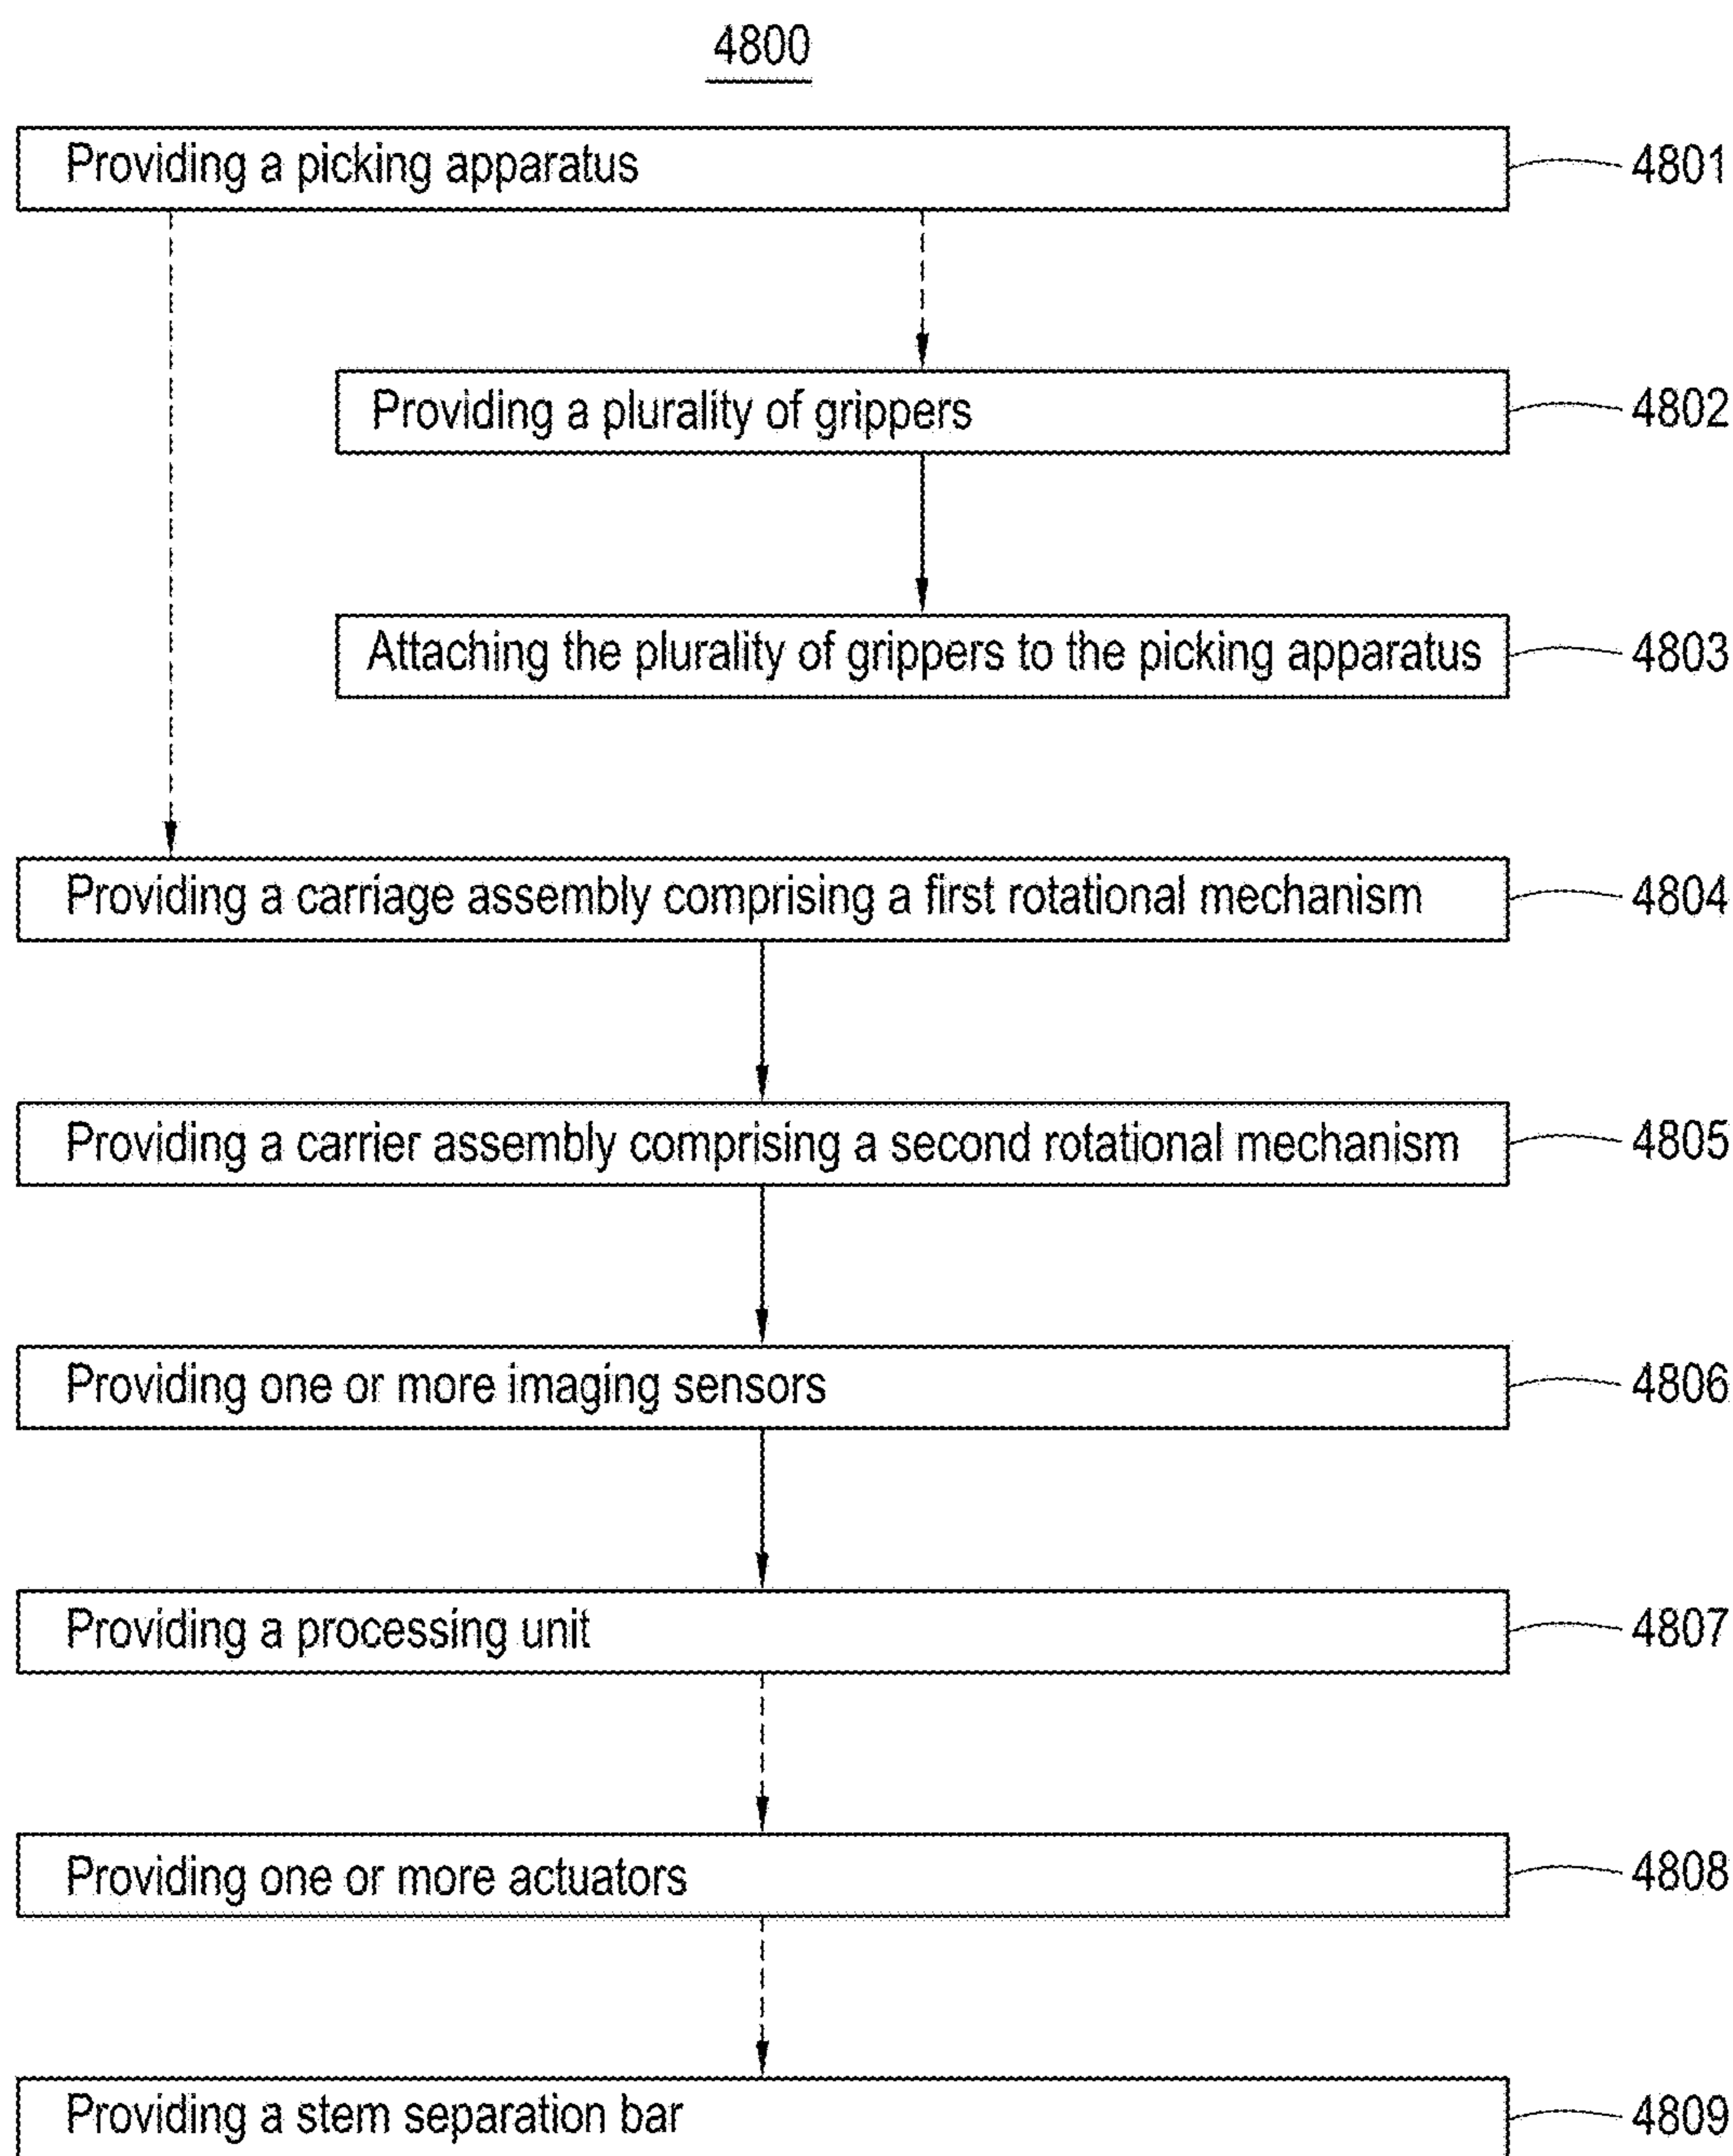 4800
Providing a picking apparatus 4801
Providing a plurality of grippers 4802
Attaching the plurality of grippers to the picking apparatus 4803
Providing a carriage assembly comprising a first rotational mechanism 4804
Providing a carrier assembly comprising a second rotational mechanism 4805
Providing one or more imaging sensors 4806
Providing a processing unit 4807
Providing one or more actuators 4808
Providing a stem separation bar 4809